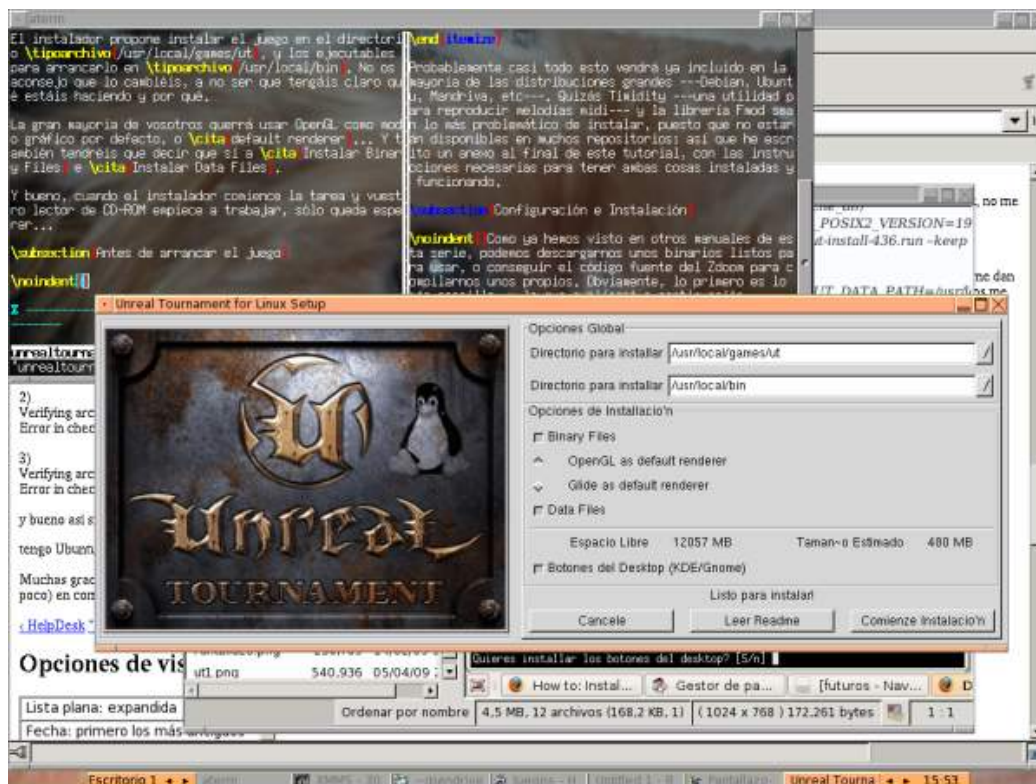 El instalador propone instalar el juego en el directori
o \tipoarchivo{/usr/local/games/ut}, y los ejecutables
para arrancarlo en \tipoarchivo{/usr/local/bin}. No os
aconsejo que lo cambiéis, a no ser que tengáis claro qu
é estáis haciendo y por qué.
La gran mayoría de vosotros querrá usar OpenGL como mod
o gráfico por defecto, o \cita{default renderer}... Y t
ambién tendréis que decir que sí a \cita{Instalar Binar
y Files} e \cita{Instalar Data Files}.
Y bueno, cuando el instalador comience la tarea y vuest
ro lector de CD-ROM empiece a trabajar, sólo queda espe
rar...
\subsection{Antes de arrancar el juego}
\noindent{}
\end{itemize}
Probablemente casi todo esto vendrá ya incluido en la
mayoría de las distribuciones grandes ---Debian, Ubunt
u, Mandriva, etc---. Quizás Timidity ---una utilidad p
ara reproducir melodías midi--- y la librería Fmod sea
n lo más problemático de instalar, puesto que no estar
án disponibles en muchos repositorios; así que he escr
ito un anexo al final de este tutorial, con las instru
cciones necesarias para tener ambas cosas instaladas y
funcionando.
\subsection{Configuración e Instalación}
\noindent{}Como ya hemos visto en otros manuales de es
ta serie, podemos descargarnos unos binarios listos pa
ra usar, o conseguir el código fuente del Zdoom para c
ompilarnos unos propios. Obviamente, lo primero es lo
, no me
_POSIX2_VERSION=19
ut-install-436.run --keep
me dan
UT_DATA_PATH=/usr/
Unreal Tournament for Linux Setup
UNREAL
TOURNAMENT
Opciones Global
Directorio para installar /usr/local/games/ut
Directorio para installar /usr/local/bin
Opciones de Installacio'n
Binary Files
OpenGL as default renderer
Glide as default renderer
Data Files
Espacio Libre 12057 MB Taman~o Estimado 400 MB
Botones del Desktop (KDE/Gnome)
Listo para instalar!
Cancele Leer Readme Comienze Instalacio'n
2)
Verifying arc
Error in chec
3)
Verifying arc
Error in chec
y bueno asi s
tengo Ubuntu
Muchas grac
poco) en com
‹ HelpDesk
Opciones de vis
Lista plana: expandida
Fecha: primero los más antiguos
ut1.png 540.936 05/04/09
Ordenar por nombre
Quieres installar los botones del desktop? [S/n]
How to: Instal... Gestor de pa... [futuros - Nav... D
4,5 MB, 12 archivos (168,2 KB, 1) (1024 x 768) 172.261 bytes 1 : 1
Escritorio 1 Unreal Tourna 15:53